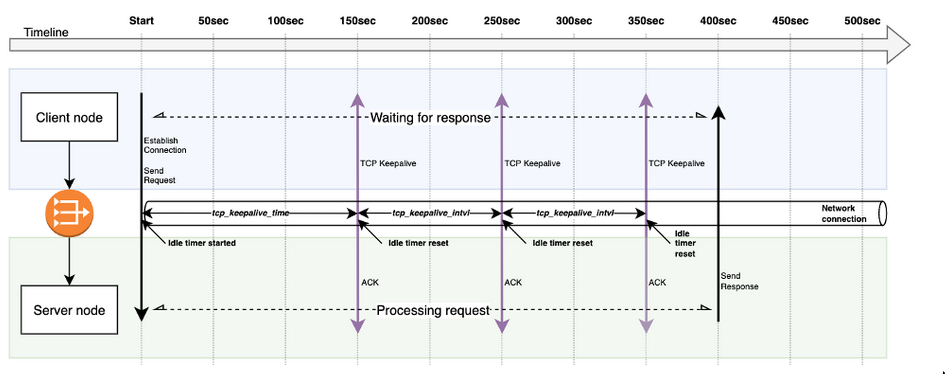 Start 50sec 100sec 150sec 200sec 250sec 300sec 350sec 400sec 450sec 500sec
Timeline
Client node
Waiting for response
Establish
Connection
Send
Request
TCP Keepalive TCP Keepalive TCP Keepalive
tcp_keepalive_time tcp_keepalive_intvl tcp_keepalive_intvl
Network
connection
Idle timer started Idle timer reset Idle timer reset
Idle
timer
reset
ACK ACK ACK
Send
Response
Server node
Processing request